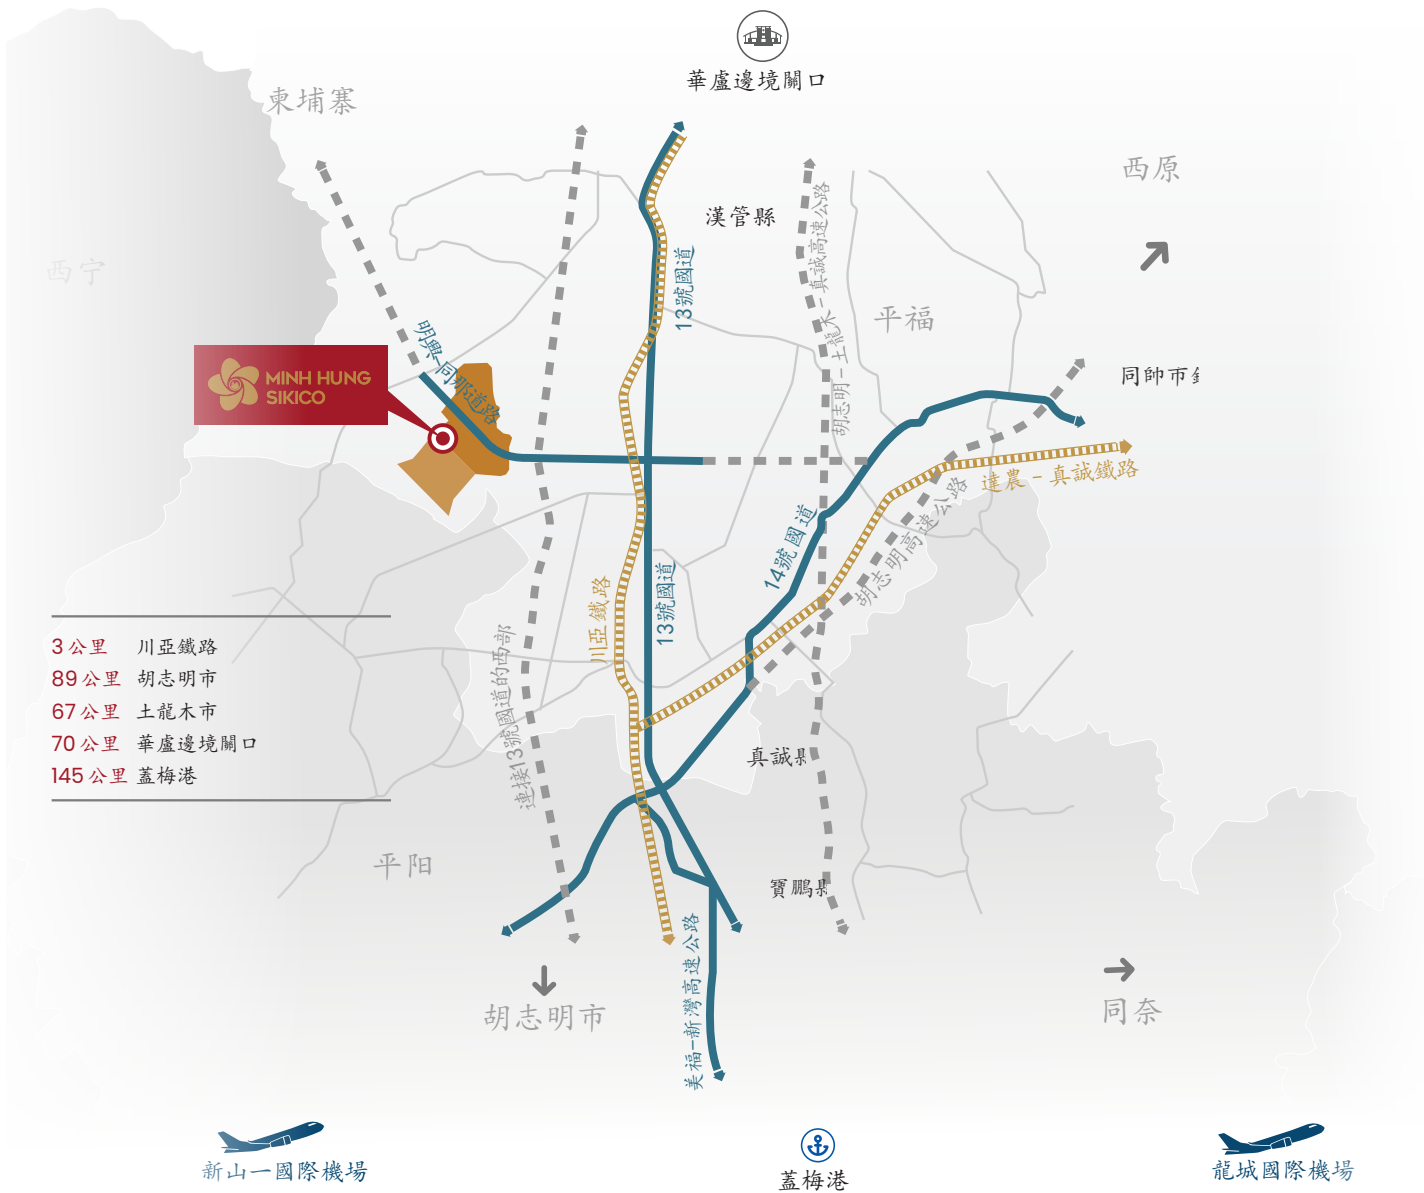 華盧邊境關口
柬埔寨
西原
漢管縣
胡志明-土龍木-真誠高速公路
13號國道
西宁
平福
明興-同那道路
MINH HUNG
SIKICO
同帥市
達農-真誠鐵路
胡志明高速公路
14號國道
川亞鐵路
13號國道
連接13號國道的西部
3公里 川亞鐵路
89公里 胡志明市
67公里 土龍木市
70公里 華盧邊境關口
145公里 蓋梅港
真誠縣
平阳
寶鵬縣
美福-新灣高速公路
胡志明市
同奈
新山一國際機場
蓋梅港
龍城國際機場